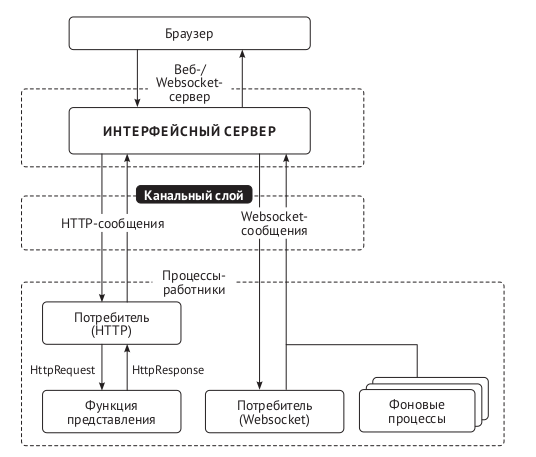 Браузер
Веб-/
Websocket-
сервер
ИНТЕРФЕЙСНЫЙ СЕРВЕР
Канальный слой
HTTP-сообщения
Websocket-
сообщения
Процессы-
работники
Потребитель
(HTTP)
HttpRequest
HttpResponse
Функция
представления
Потребитель
(Websocket)
Фоновые
процессы